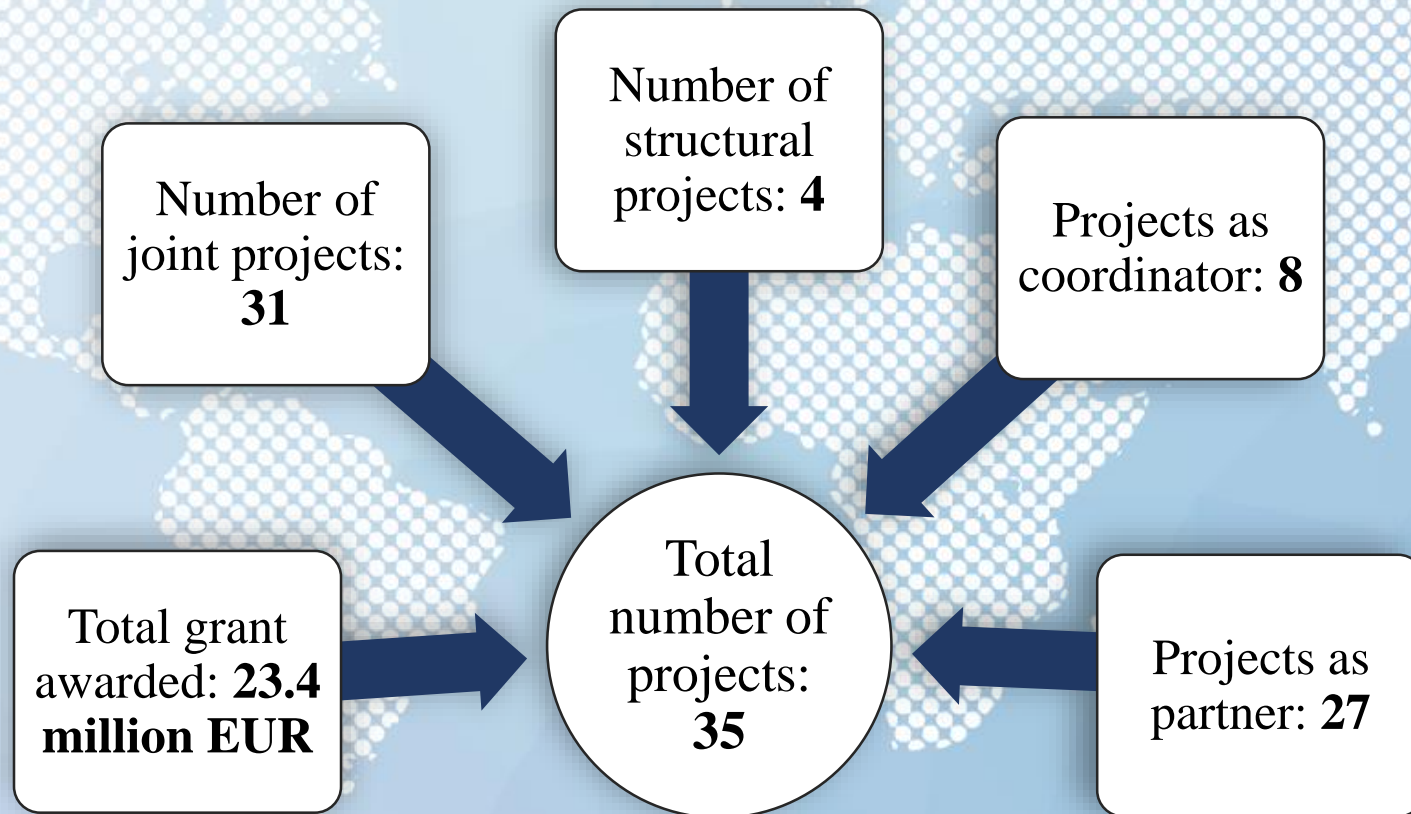 Number of
structural
projects: 4
Number of
joint projects:
31
Projects as
coordinator: 8
Total grant
awarded: 23.4
million EUR
Total
number of
projects:
35
Projects as
partner: 27